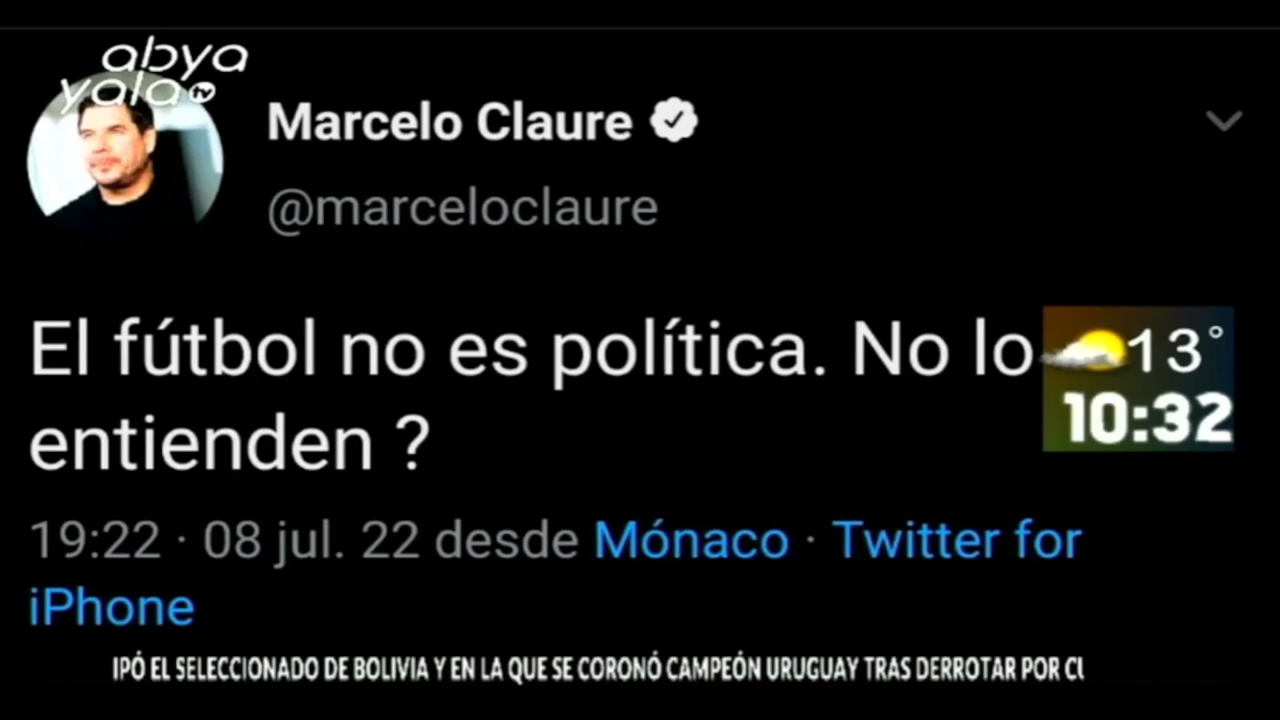 abya
yala tv
Marcelo Claure
@marceloclaure
El fútbol no es política. No lo
entienden ?
13°
10:32
19:22 · 08 jul. 22 desde Mónaco · Twitter for
iPhone
IPÓ EL SELECCIONADO DE BOLIVIA Y EN LA QUE SE CORONÓ CAMPEÓN URUGUAY TRAS DERROTAR POR CU